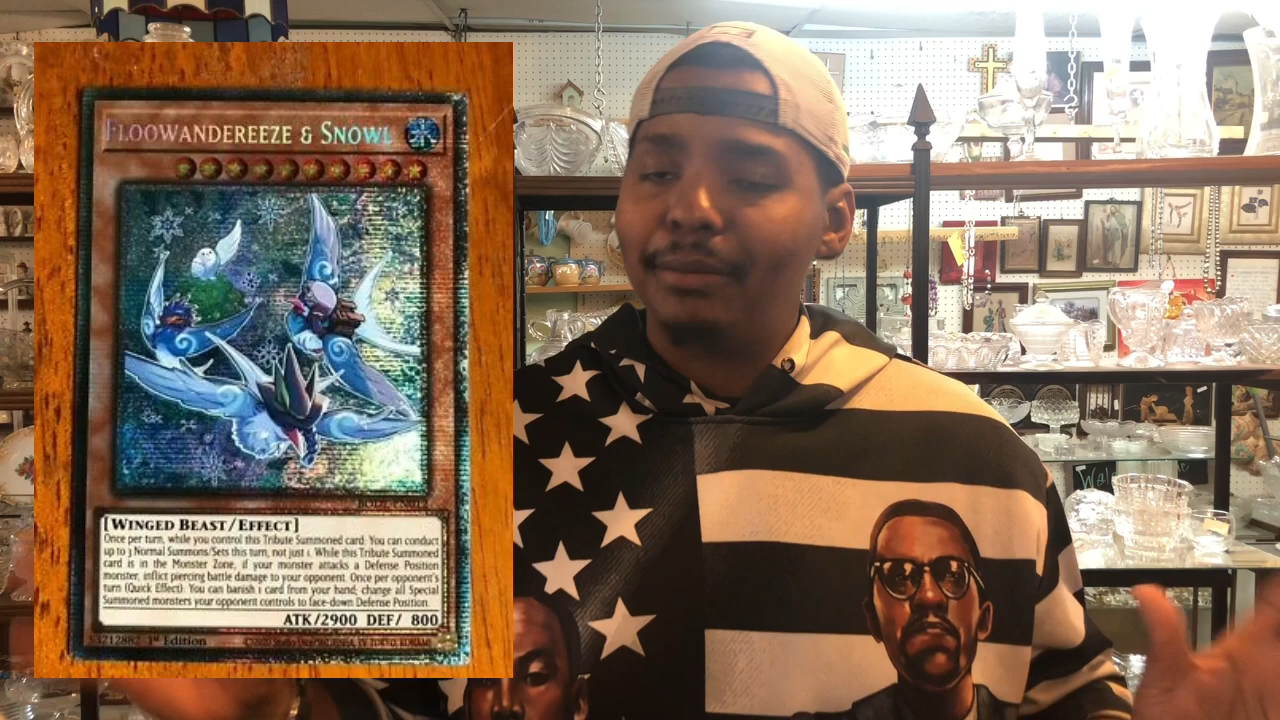 FLOOWANDEREEZE & SNOWL
[WINGED BEAST/EFFECT]
Once per turn, while you control this Tribute Summoned card: You can conduct
up to 3 Normal Summons/Sets this turn, not just 1. While this Tribute Summoned
card is in the Monster Zone, if your monster attacks a Defense Position
monster, inflict piercing battle damage to your opponent. Once per opponent's
turn (Quick Effect): You can banish 1 card from your hand; change all Special
Summoned monsters your opponent controls to face-down Defense Position.
ATK/2900 DEF/ 800
1st Edition